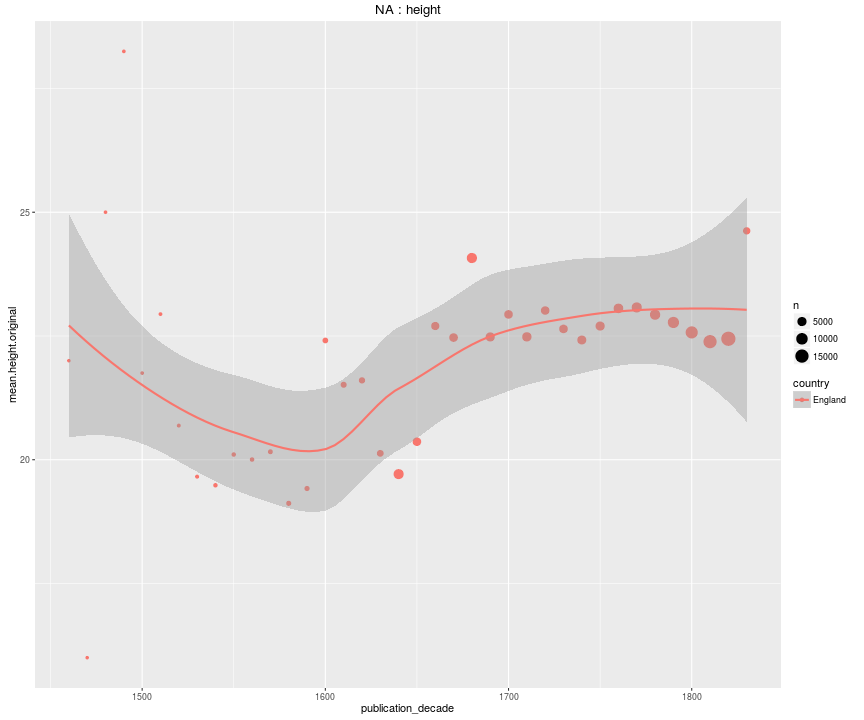 NA : height
mean.height.original
25
20
1500
1600
1700
1800
publication_decade
n
5000
10000
15000
country
England